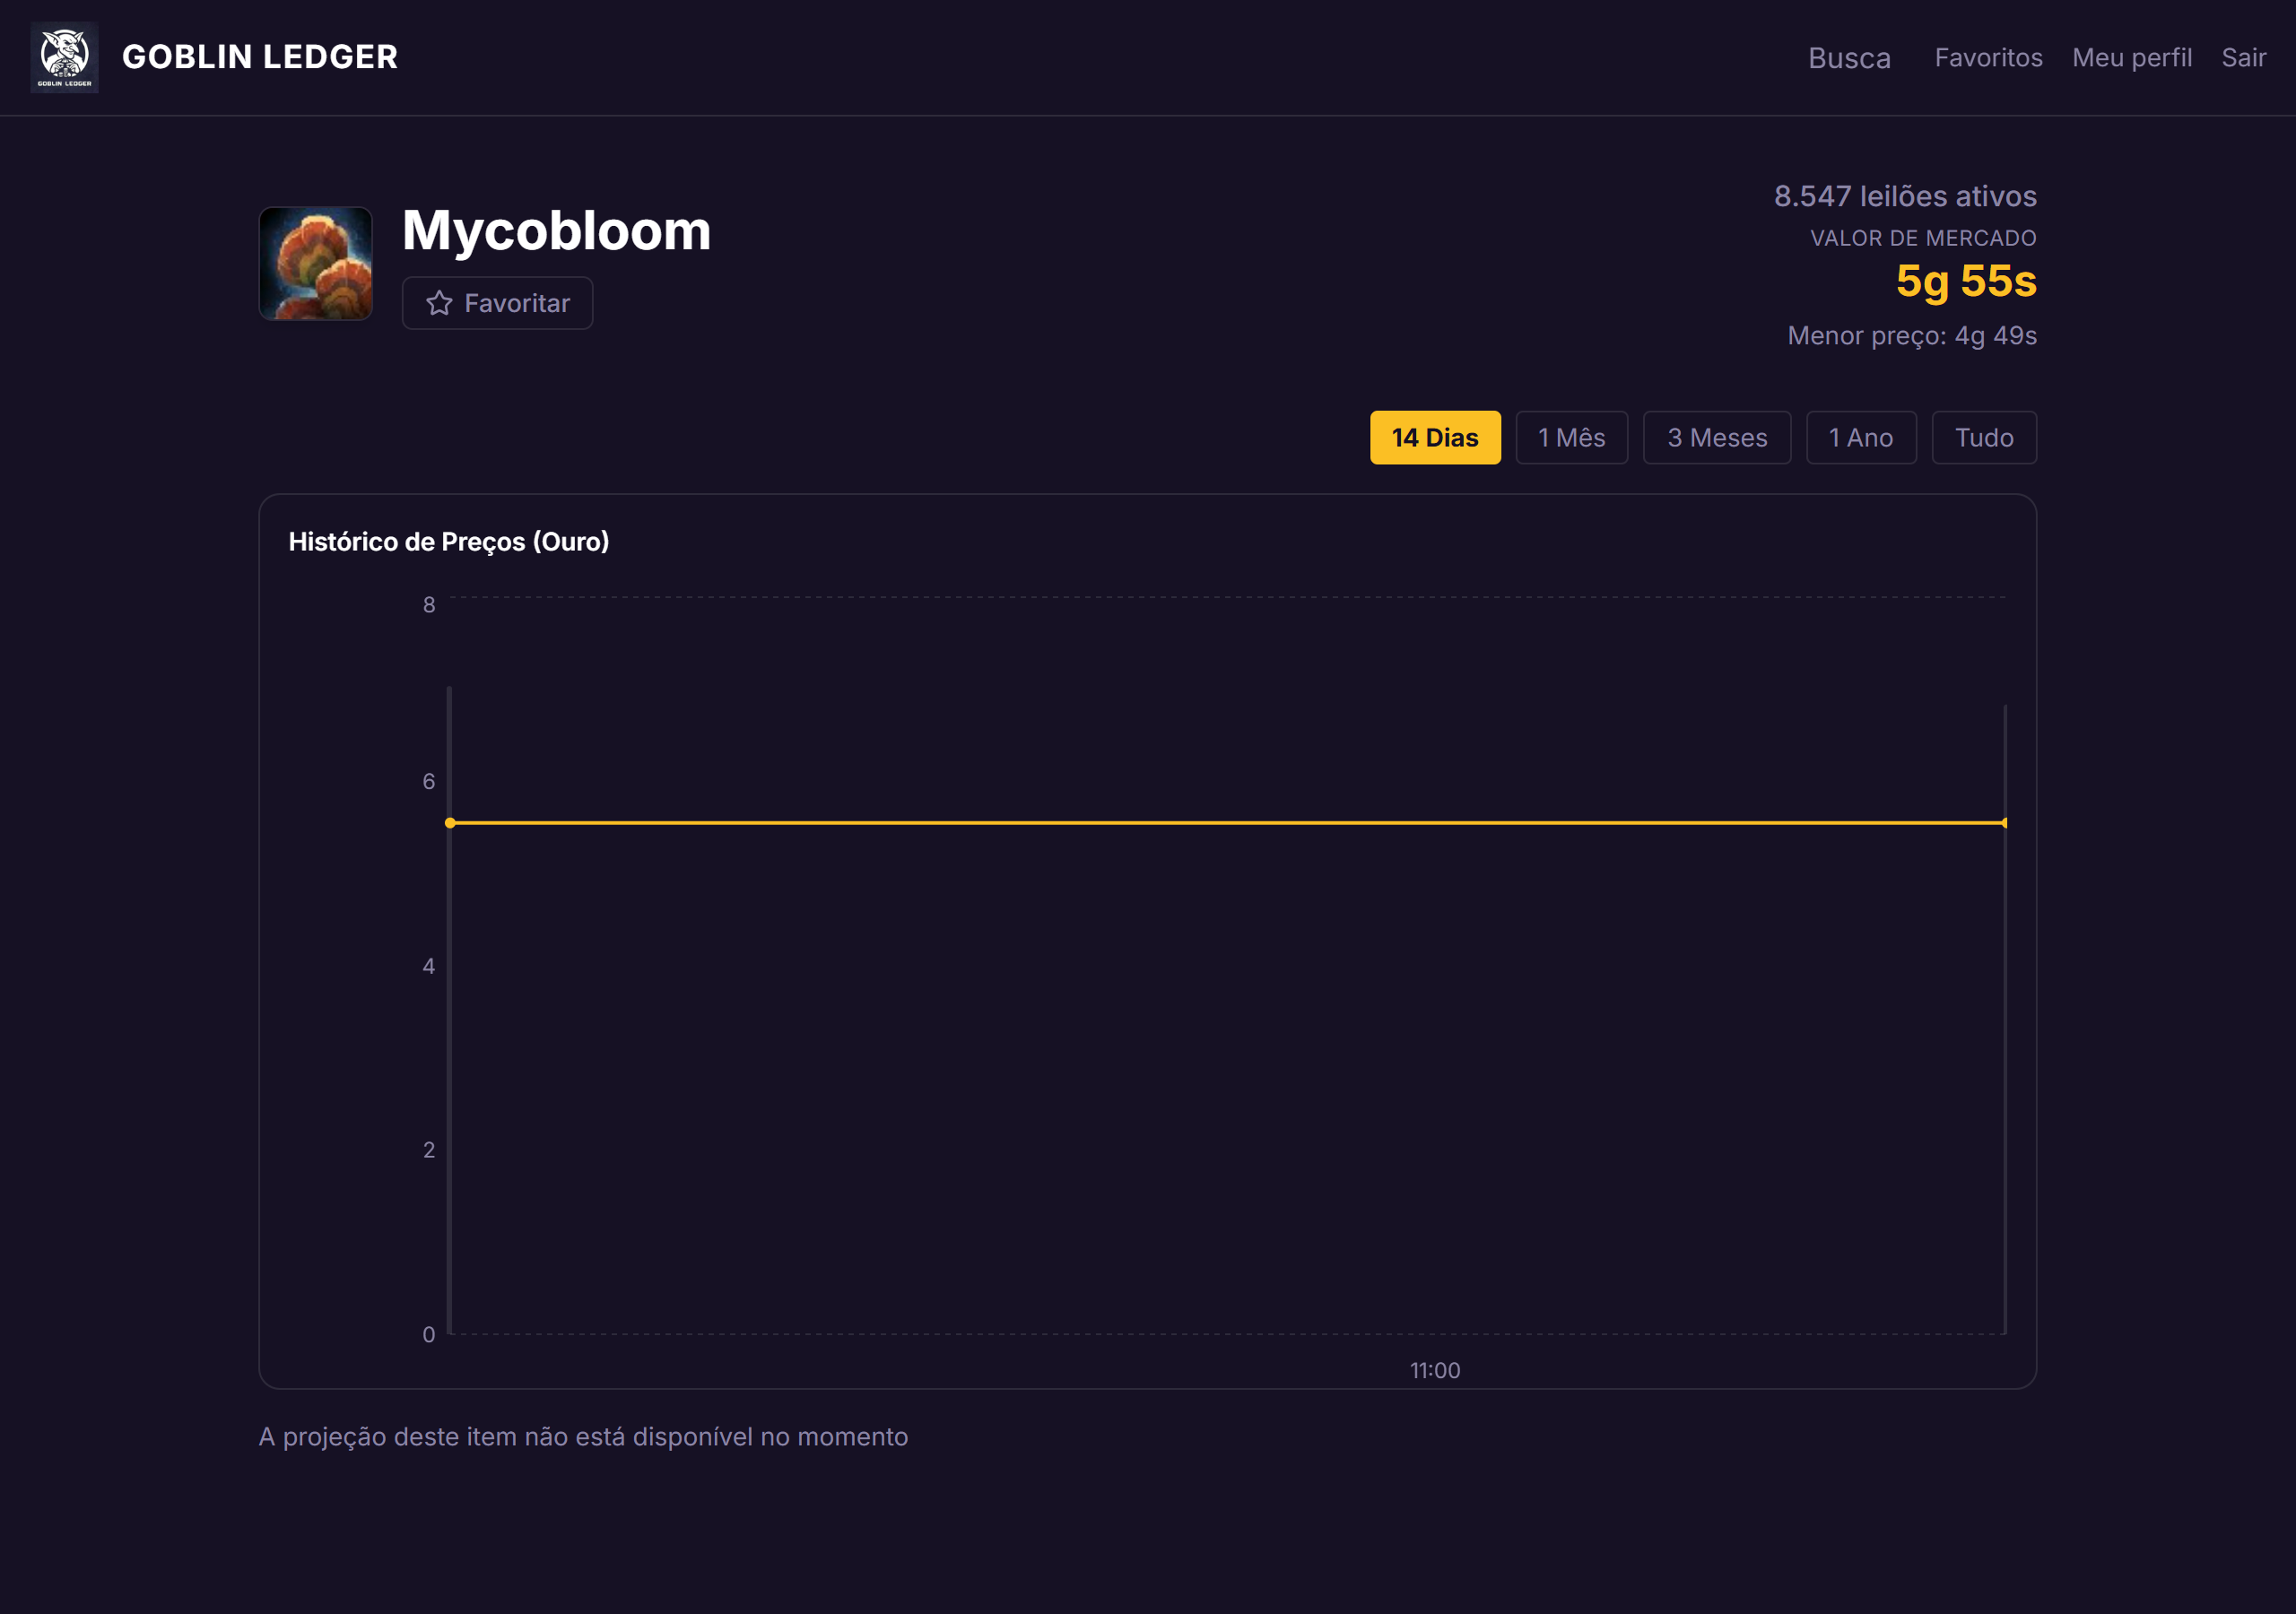 GOBLIN LEDGER
GOBLIN LEDGER
Busca
Favoritos
Meu perfil
Sair
Mycobloom
Favoritar
8.547 leilões ativos
VALOR DE MERCADO
5g 55s
Menor preço: 4g 49s
14 Dias
1 Mês
3 Meses
1 Ano
Tudo
Histórico de Preços (Ouro)
8
6
4
2
0
11:00
A projeção deste item não está disponível no momento